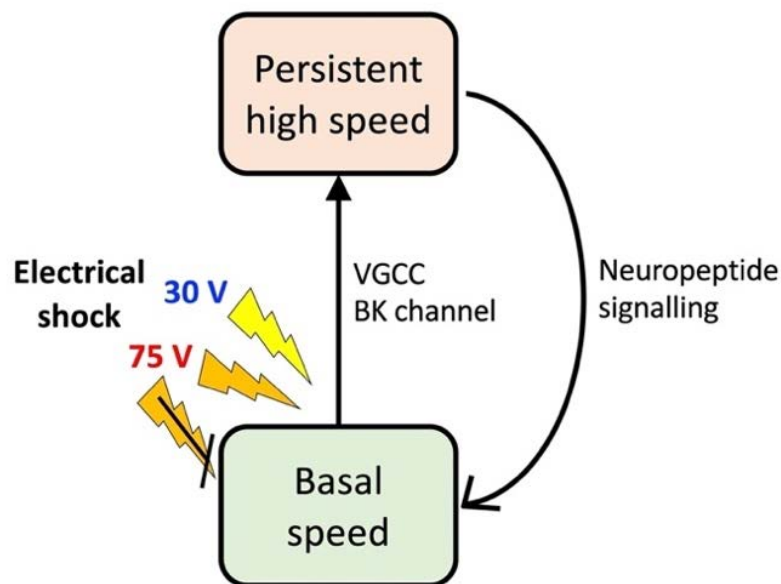 Persistent
high speed
Electrical
shock
30 V
75 V
VGCC
BK channel
Neuropeptide
signalling
Basal
speed